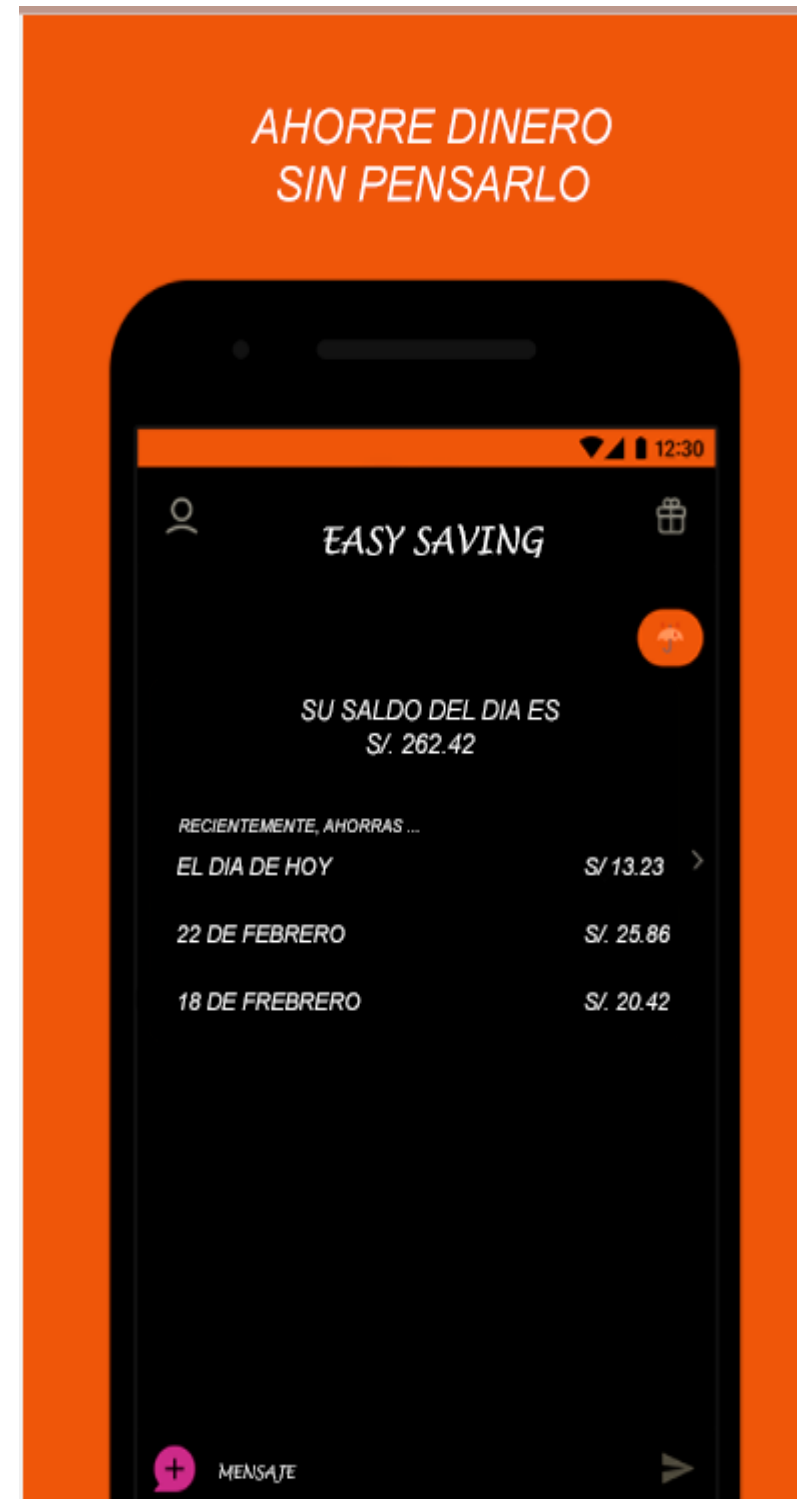 AHORRE DINERO
SIN PENSARLO
12:30
EASY SAVING
SU SALDO DEL DIA ES
S/. 262.42
RECIENTEMENTE, AHORRAS ...
EL DIA DE HOY S/ 13.23
22 DE FEBRERO S/. 25.86
18 DE FREBRERO S/. 20.42
MENSAJE